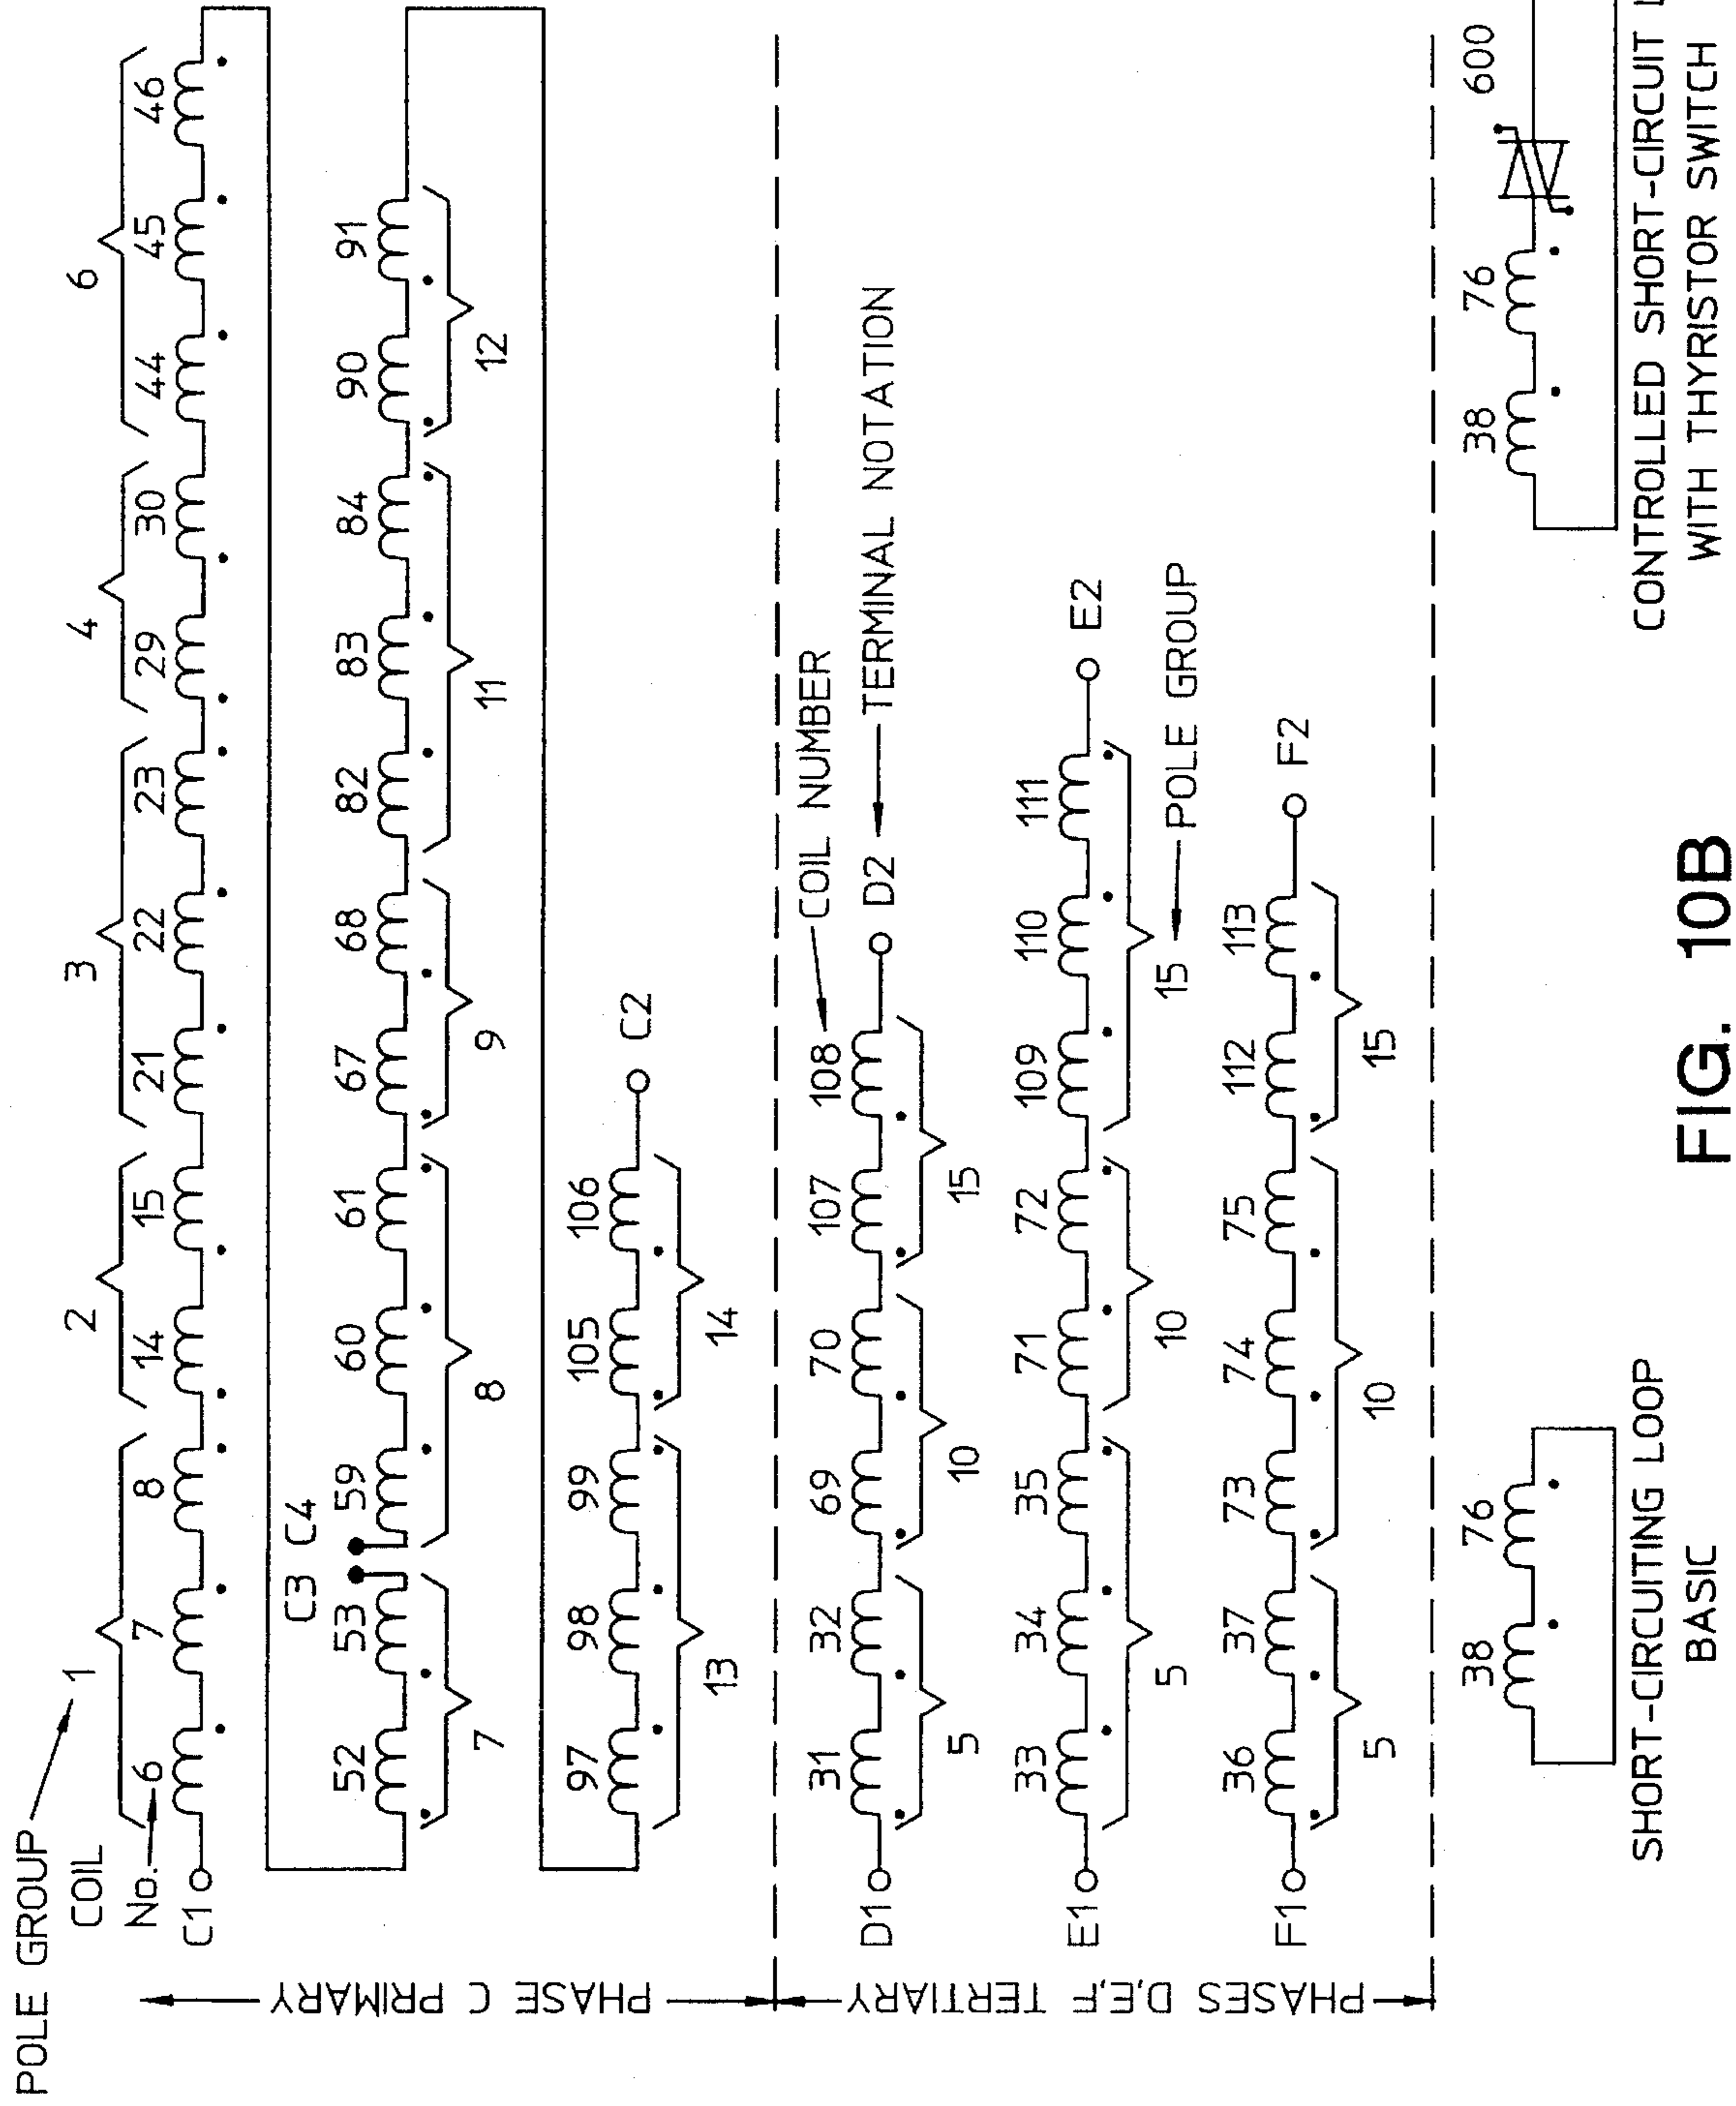 POLE GROUP
1 2 3 4 6
COIL
No. 6 7 8 14 15 21 22 23 29 30 44 45 46
C1
C3 C4
52 53 59 60 61 67 68 82 83 84 90 91
7 8 9 11 12
97 98 99 105 106
C2
13 14
PHASE C PRIMARY
COIL NUMBER
31 32 69 70 107 108
D1 D2 TERMINAL NOTATION
5 10 15
33 34 35 71 72 109 110 111
E1 E2
5 10 15 POLE GROUP
36 37 73 74 75 112 113
F1 F2
5 10 15
PHASES D,E,F TERTIARY
38 76
SHORT-CIRCUITING LOOP
BASIC
38 76 600
CONTROLLED SHORT-CIRCUIT
WITH THYRISTOR SWITCH
FIG. 10B